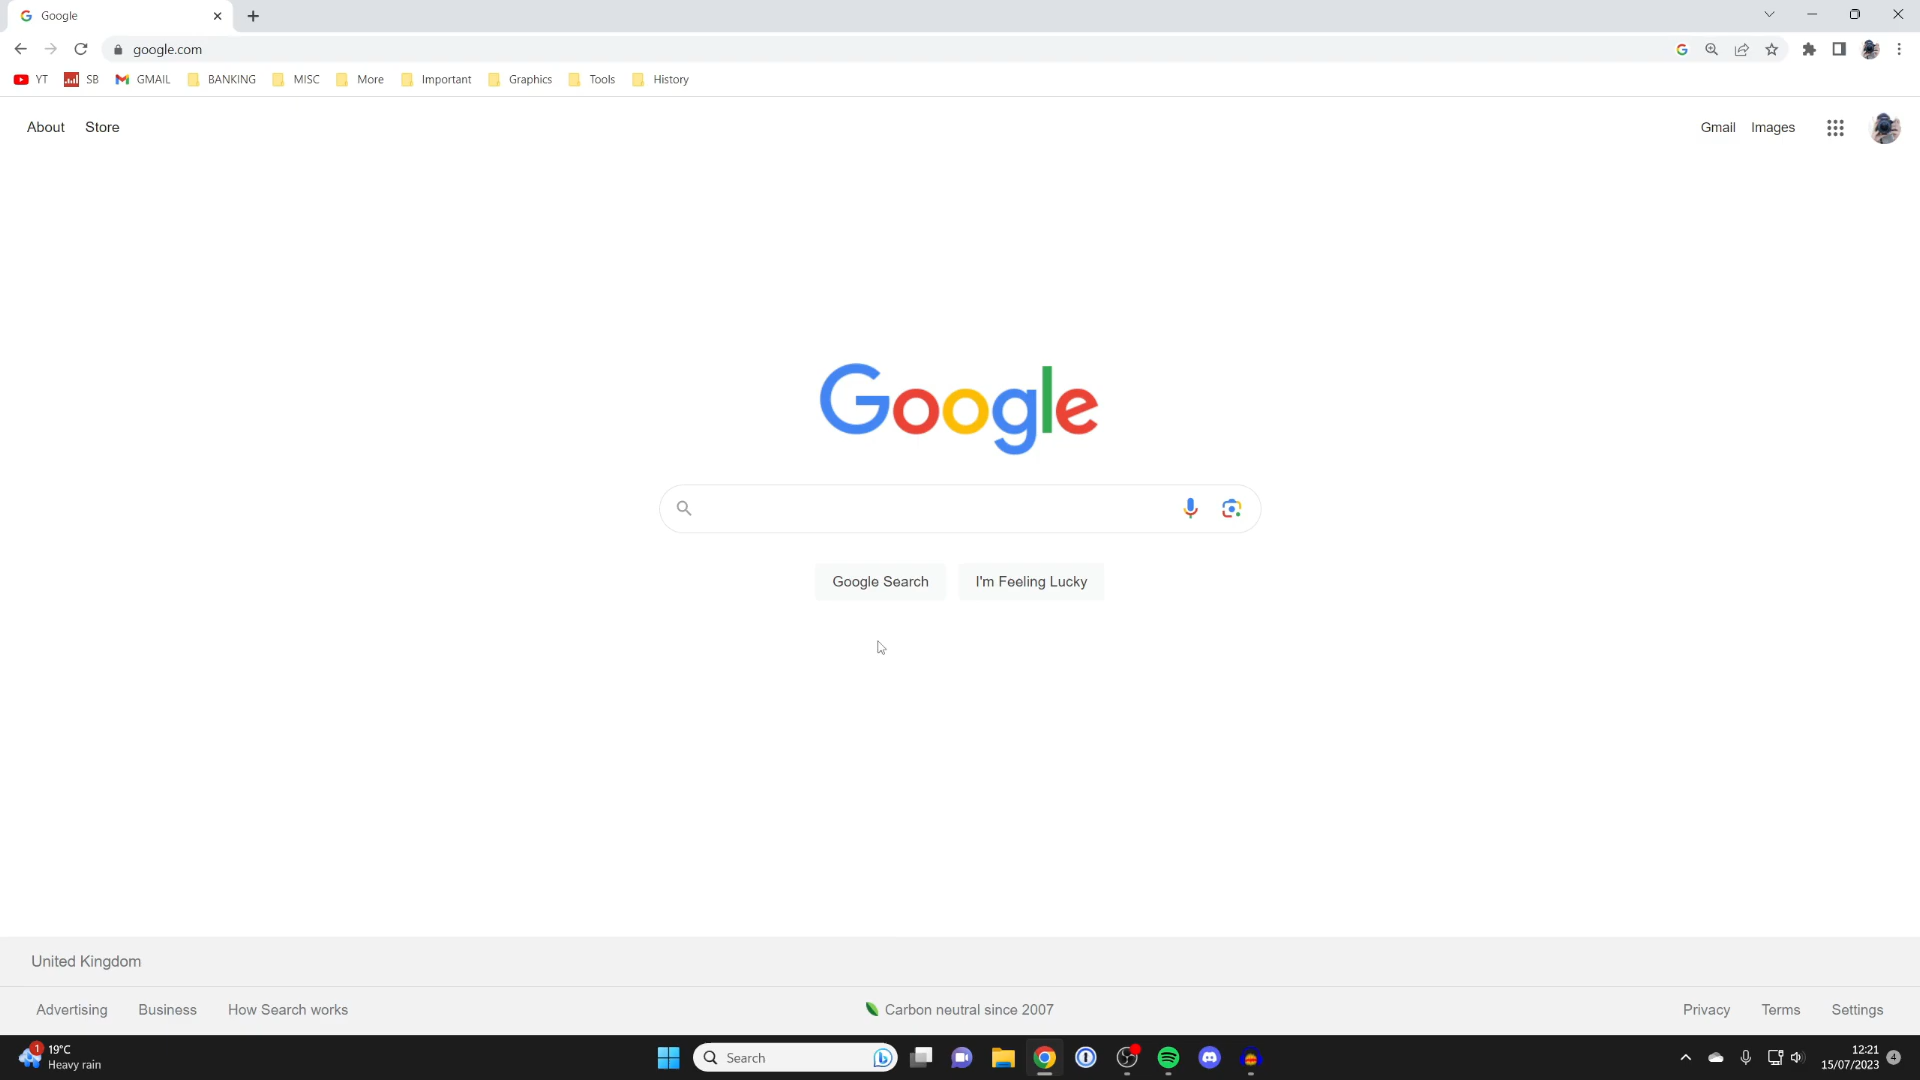 Google
google.com
YT SB GMAIL BANKING MISC More Important Graphics Tools History
About Store Gmail Images
Google
Google Search I'm Feeling Lucky
United Kingdom
Advertising Business How Search works Carbon neutral since 2007 Privacy Terms Settings
1 19°C
Heavy rain
Search
12:21
15/07/2023 4